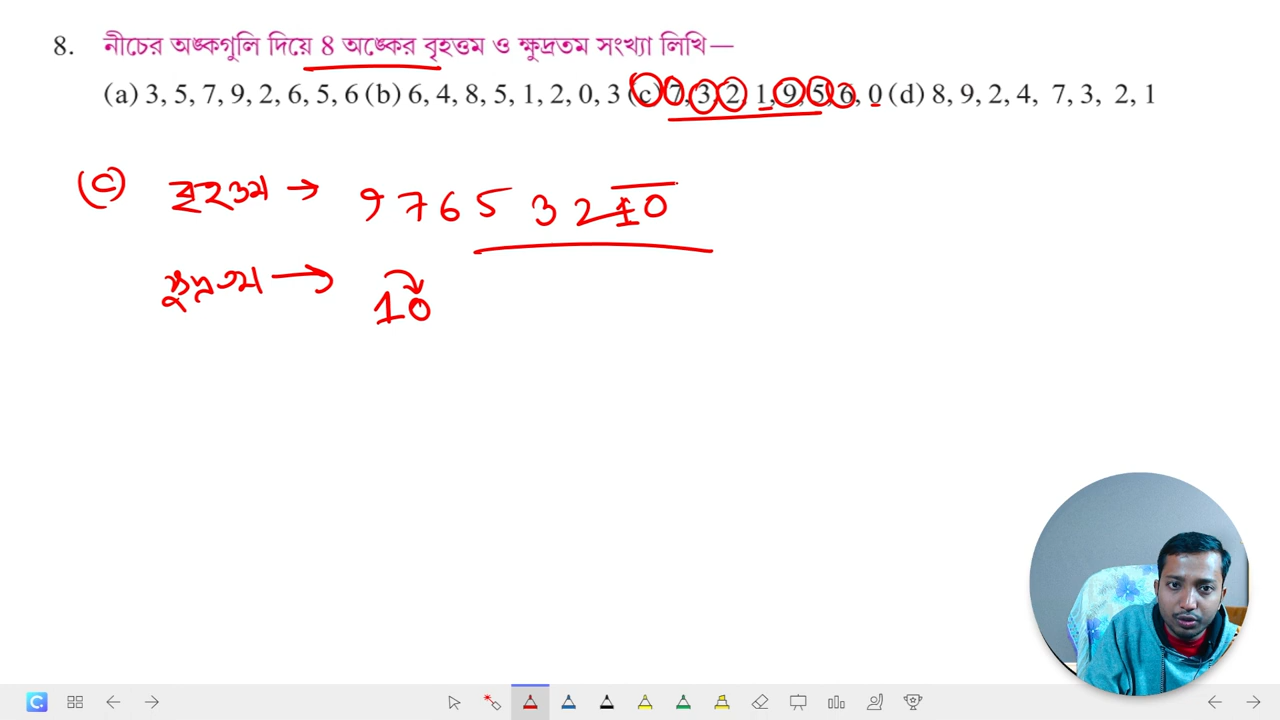 8. নীচের অঙ্কগুলি দিয়ে 8 অঙ্কের বৃহত্তম ও ক্ষুদ্রতম সংখ্যা লিখি—
(a) 3, 5, 7, 9, 2, 6, 5, 6 (b) 6, 4, 8, 5, 1, 2, 0, 3 (c) 7, 3, 2, 1, 9, 5, 6, 0 (d) 8, 9, 2, 4, 7, 3, 2, 1
(c) বৃহত্তম → 9 7 6 5 3 2 1 0
ক্ষুদ্রতম → 1 0